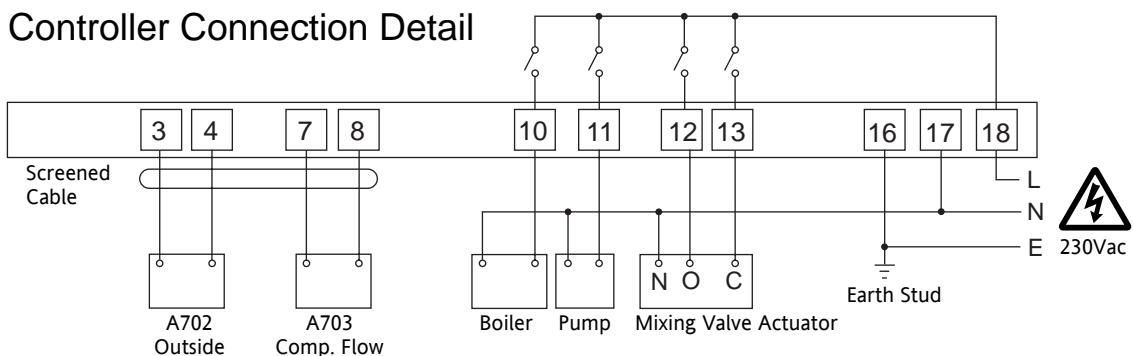 Controller Connection Detail
3 4 7 8 10 11 12 13 16 17 18
Screened
Cable
L
N
E
230Vac
N O C
Earth Stud
A702
Outside
A703
Comp. Flow
Boiler
Pump
Mixing Valve Actuator